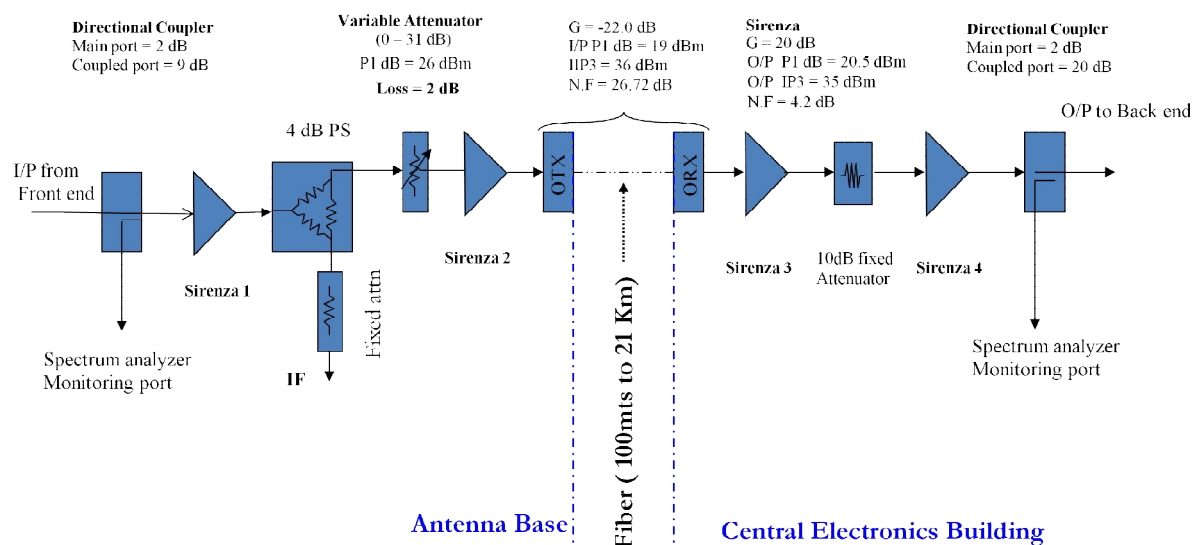 Directional Coupler
Main port = 2 dB
Coupled port = 9 dB
Variable Attenuator
(0 – 31 dB)
P1 dB = 26 dBm
Loss = 2 dB
G = -22.0 dB
I/P P1 dB = 19 dBm
IIP3 = 36 dBm
N.F = 26.72 dB
Sirenza
G = 20 dB
O/P P1 dB = 20.5 dBm
O/P IP3 = 35 dBm
N.F = 4.2 dB
Directional Coupler
Main port = 2 dB
Coupled port = 20 dB
4 dB PS
O/P to Back end
I/P from
Front end
OTX
ORX
Sirenza 1
Sirenza 2
Sirenza 3
10dB fixed
Attenuator
Sirenza 4
Fixed attn
IF
Spectrum analyzer
Monitoring port
Fiber ( 100mts to 21 Km)
Spectrum analyzer
Monitoring port
Antenna Base
Central Electronics Building